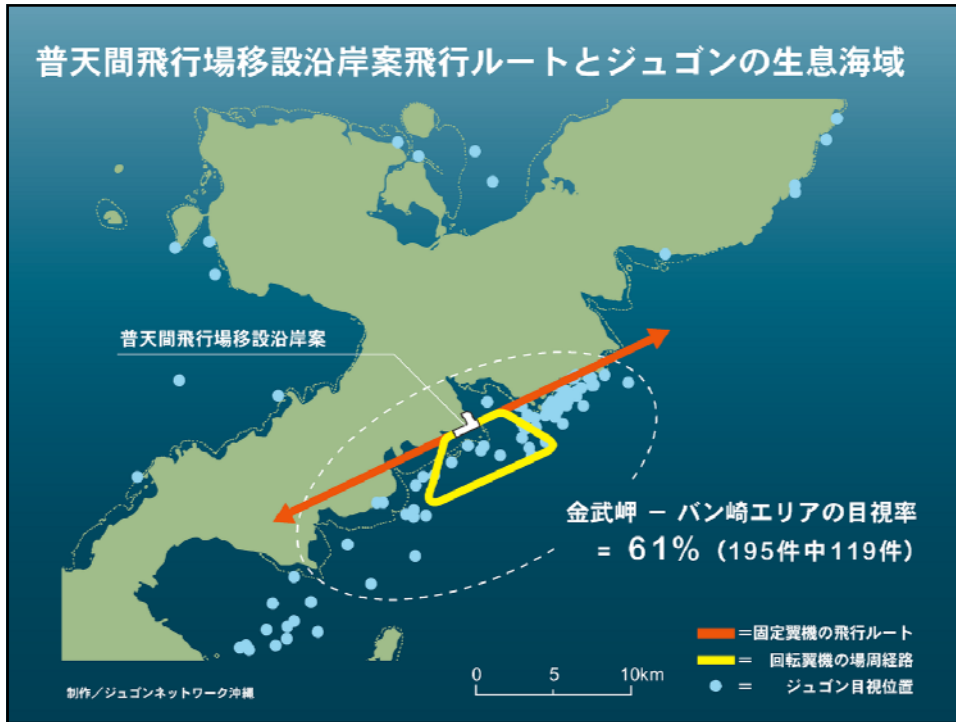 普天間飛行場移設沿岸案飛行ルートとジュゴンの生息海域
普天間飛行場移設沿岸案
金武岬 － バン崎エリアの目視率
= 61%（195件中119件）
=固定翼機の飛行ルート
= 回転翼機の場周経路
= ジュゴン目視位置
0 5 10km
制作／ジュゴンネットワーク沖縄